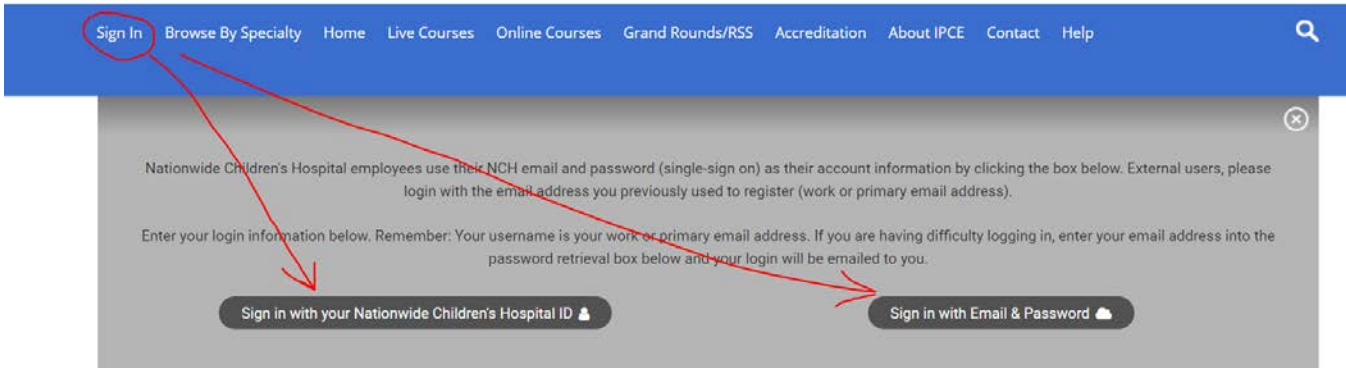 Sign In Browse By Specialty Home Live Courses Online Courses Grand Rounds/RSS Accreditation About IPCE Contact Help
Nationwide Children's Hospital employees use their NCH email and password (single-sign on) as their account information by clicking the box below. External users, please
login with the email address you previously used to register (work or primary email address).
Enter your login information below. Remember: Your username is your work or primary email address. If you are having difficulty logging in, enter your email address into the
password retrieval box below and your login will be emailed to you.
Sign in with your Nationwide Children's Hospital ID
Sign in with Email & Password